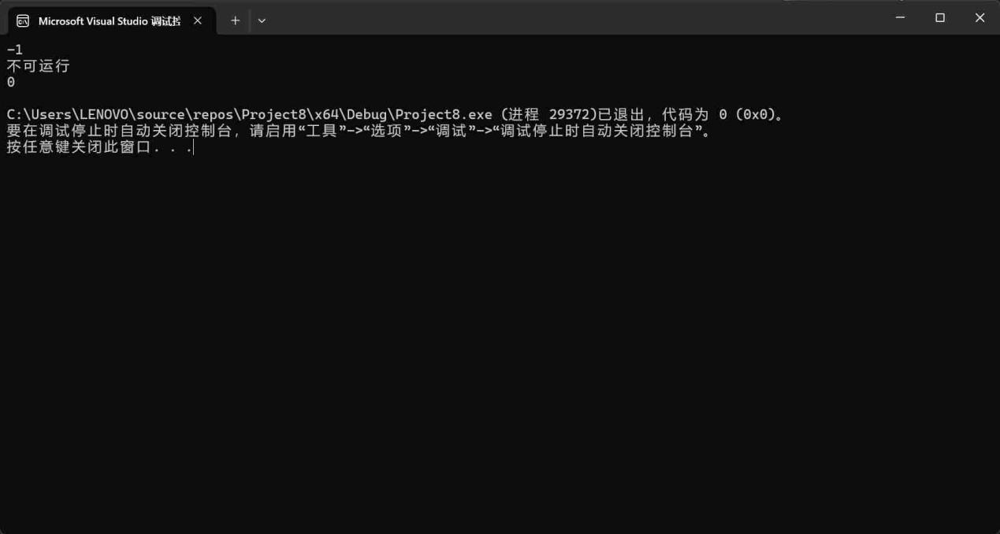 Microsoft Visual Studio 调试控
-1
不可运行
0
C:\Users\LENOVO\source\repos\Project8\x64\Debug\Project8.exe (进程 29372)已退出，代码为 0 (0x0)。
要在调试停止时自动关闭控制台，请启用“工具”->“选项”->“调试”->“调试停止时自动关闭控制台”。
按任意键关闭此窗口. . .